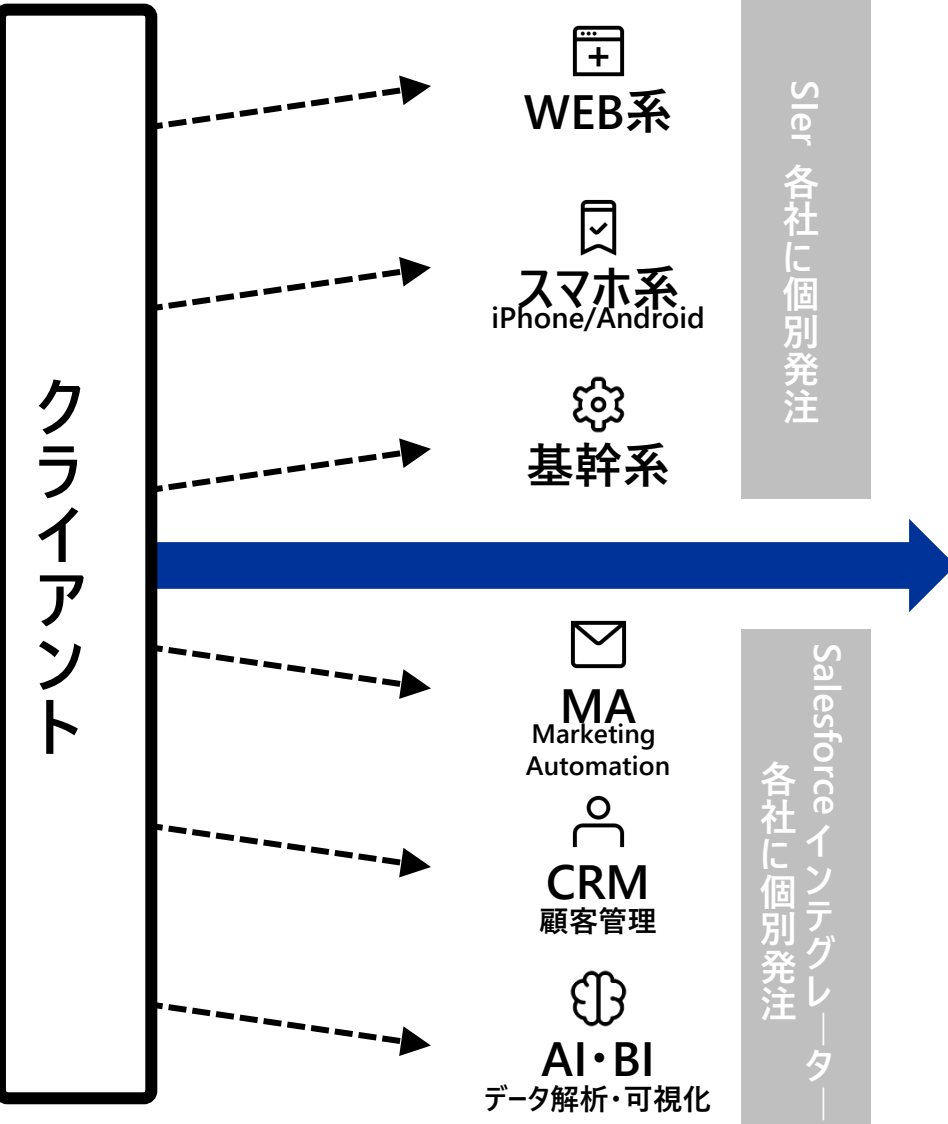 クライアント
WEB系
スマホ系
iPhone/Android
基幹系
SIer 各社に個別発注
MA
Marketing
Automation
CRM
顧客管理
AI・BI
データ解析・可視化
Salesforce インテグレーター
各社に個別発注